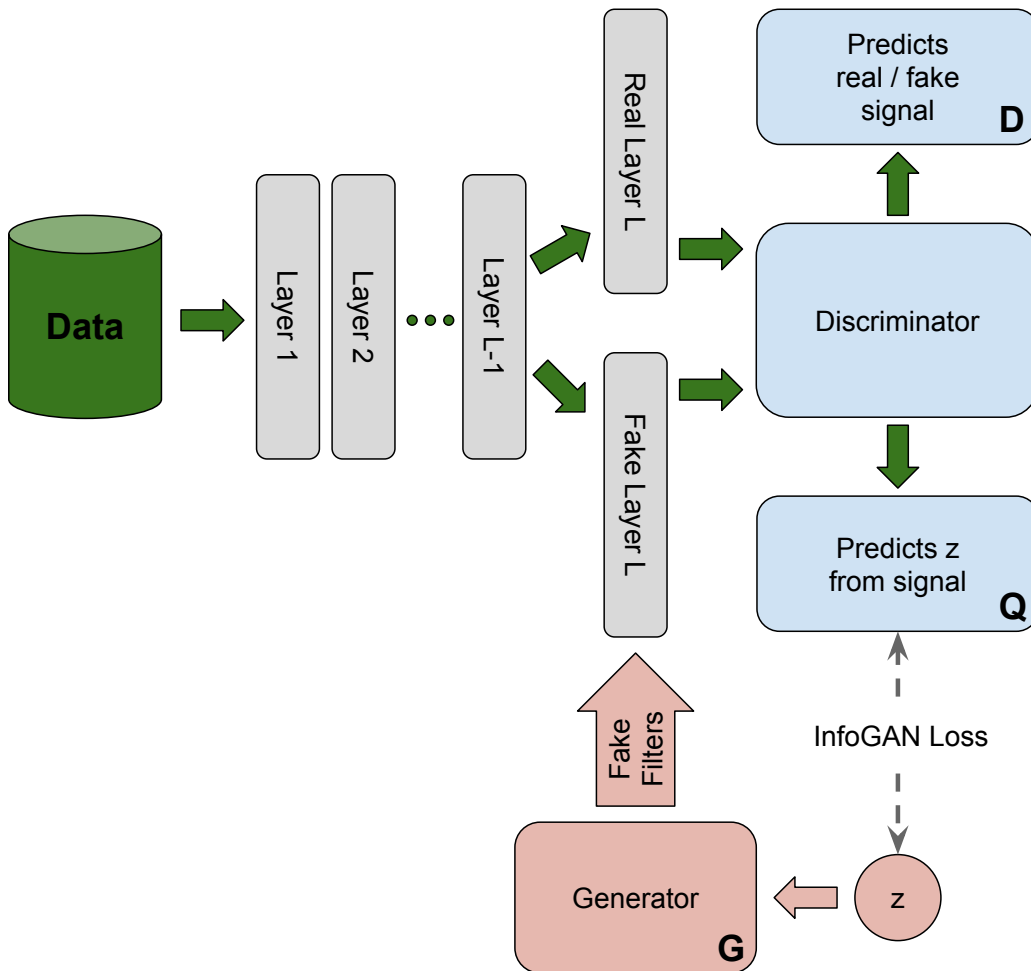 Data
Layer 1
Layer 2
Layer L-1
Real Layer L
Fake Layer L
Predicts
real / fake
signal
D
Discriminator
Predicts z
from signal
Q
InfoGAN Loss
z
Generator
G
Fake
Filters